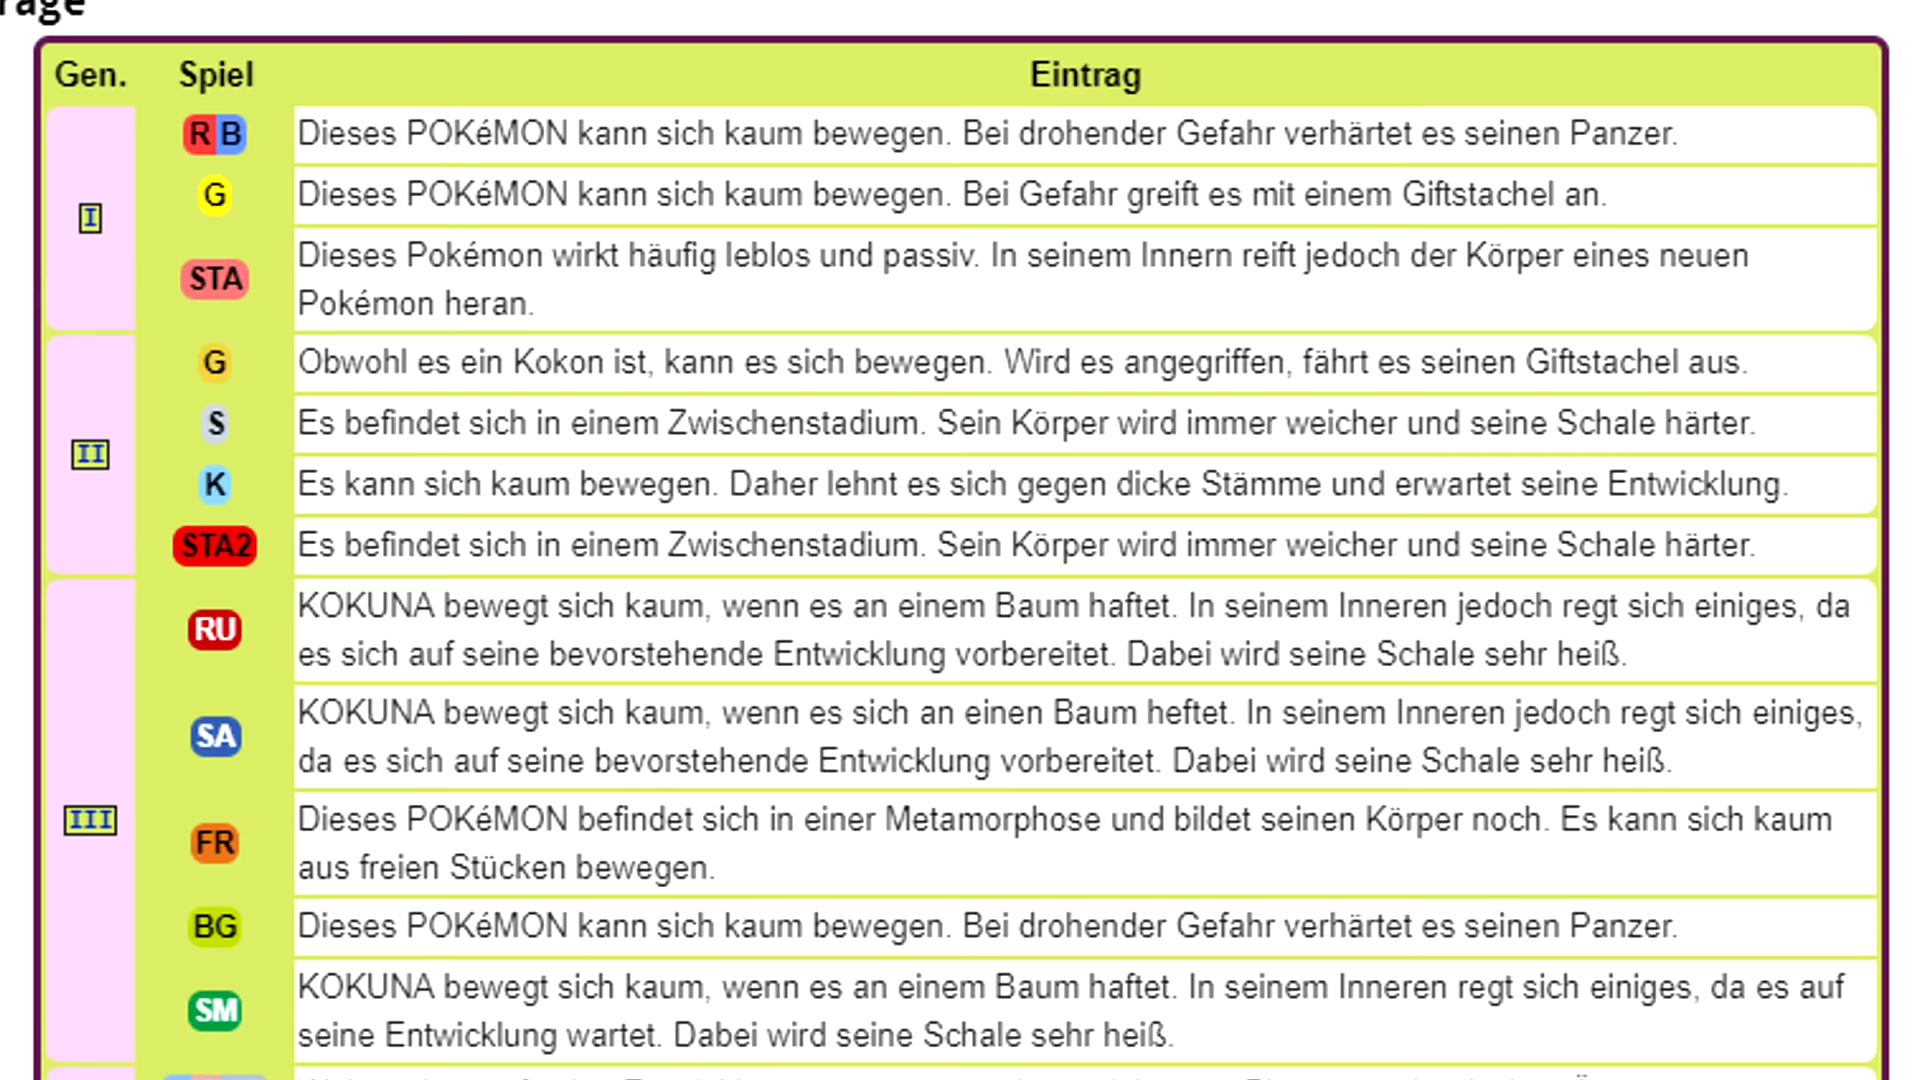 räge
Gen. Spiel Eintrag
I
R B Dieses POKéMON kann sich kaum bewegen. Bei drohender Gefahr verhärtet es seinen Panzer.
G Dieses POKéMON kann sich kaum bewegen. Bei Gefahr greift es mit einem Giftstachel an.
STA Dieses Pokémon wirkt häufig leblos und passiv. In seinem Innern reift jedoch der Körper eines neuen
Pokémon heran.
II
G Obwohl es ein Kokon ist, kann es sich bewegen. Wird es angegriffen, fährt es seinen Giftstachel aus.
S Es befindet sich in einem Zwischenstadium. Sein Körper wird immer weicher und seine Schale härter.
K Es kann sich kaum bewegen. Daher lehnt es sich gegen dicke Stämme und erwartet seine Entwicklung.
STA2 Es befindet sich in einem Zwischenstadium. Sein Körper wird immer weicher und seine Schale härter.
III
RU KOKUNA bewegt sich kaum, wenn es an einem Baum haftet. In seinem Inneren jedoch regt sich einiges, da
es sich auf seine bevorstehende Entwicklung vorbereitet. Dabei wird seine Schale sehr heiß.
SA KOKUNA bewegt sich kaum, wenn es sich an einen Baum heftet. In seinem Inneren jedoch regt sich einiges,
da es sich auf seine bevorstehende Entwicklung vorbereitet. Dabei wird seine Schale sehr heiß.
FR Dieses POKéMON befindet sich in einer Metamorphose und bildet seinen Körper noch. Es kann sich kaum
aus freien Stücken bewegen.
BG Dieses POKéMON kann sich kaum bewegen. Bei drohender Gefahr verhärtet es seinen Panzer.
SM KOKUNA bewegt sich kaum, wenn es an einem Baum haftet. In seinem Inneren regt sich einiges, da es auf
seine Entwicklung wartet. Dabei wird seine Schale sehr heiß.